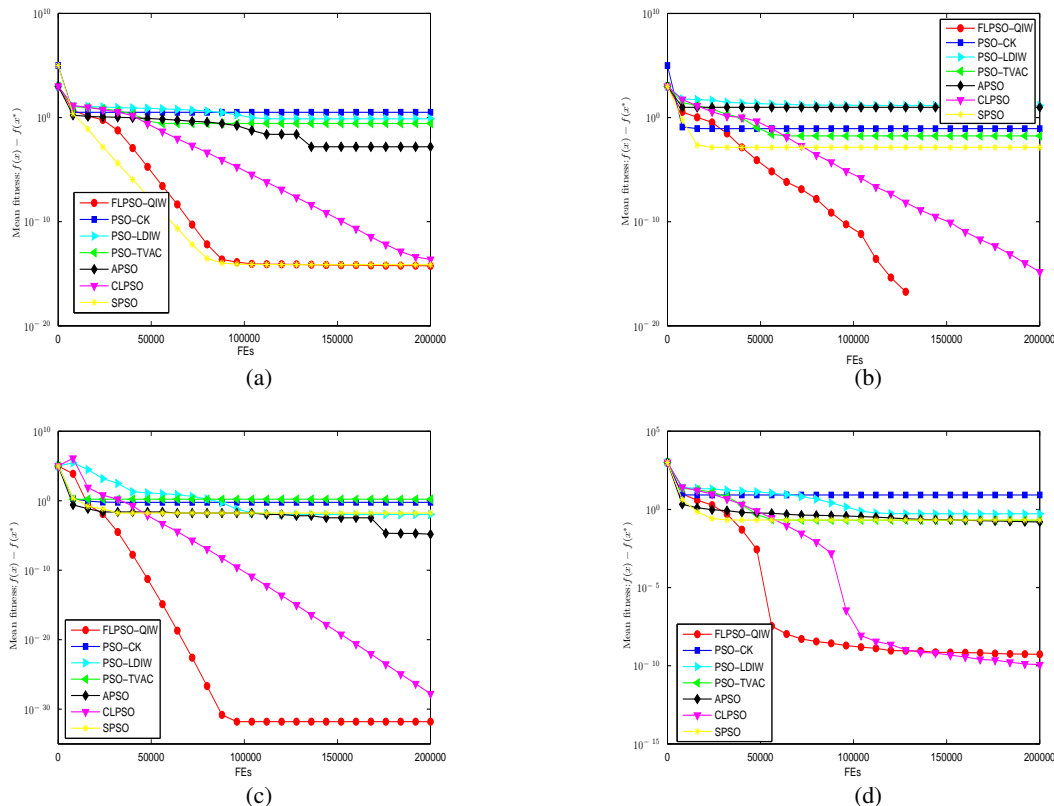 10^10
10^0
10^-10
10^-20
Mean fitness: f(x) − f(x*)
FLPSO-QIW
PSO-CK
PSO-LDIW
PSO-TVAC
APSO
CLPSO
SPSO
0 50000 100000 150000 200000
FEs
(a)
10^10
10^0
10^-10
10^-20
Mean fitness: f(x) − f(x*)
FLPSO-QIW
PSO-CK
PSO-LDIW
PSO-TVAC
APSO
CLPSO
SPSO
0 50000 100000 150000 200000
FEs
(b)
10^10
10^0
10^-10
10^-20
10^-30
Mean fitness: f(x) − f(x*)
FLPSO-QIW
PSO-CK
PSO-LDIW
PSO-TVAC
APSO
CLPSO
SPSO
0 50000 100000 150000 200000
FEs
(c)
10^5
10^0
10^-5
10^-10
10^-15
Mean fitness: f(x) − f(x*)
FLPSO-QIW
PSO-CK
PSO-LDIW
PSO-TVAC
APSO
CLPSO
SPSO
0 50000 100000 150000 200000
FEs
(d)